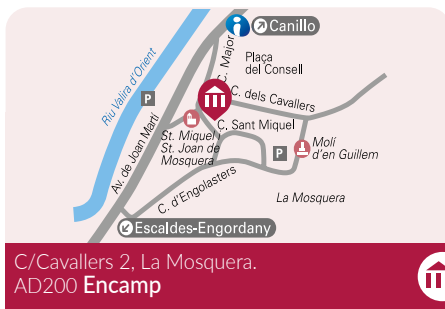 Canillo
Plaça
del Consell
C. Major
Riu Valira d'Orient
P
C. dels Cavallers
C. Sant Miquel
St. Miquel i
St. Joan de
Mosquera
Molí
d'en Guillem
P
Av. de Joan Martí
La Mosquera
C. d'Engolasters
Escaldes-Engordany
C/Cavallers 2, La Mosquera.
AD200 Encamp